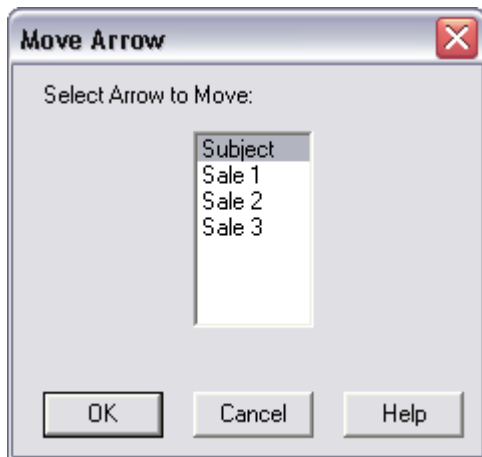 Move Arrow
Select Arrow to Move:
Subject
Sale 1
Sale 2
Sale 3
OK Cancel Help